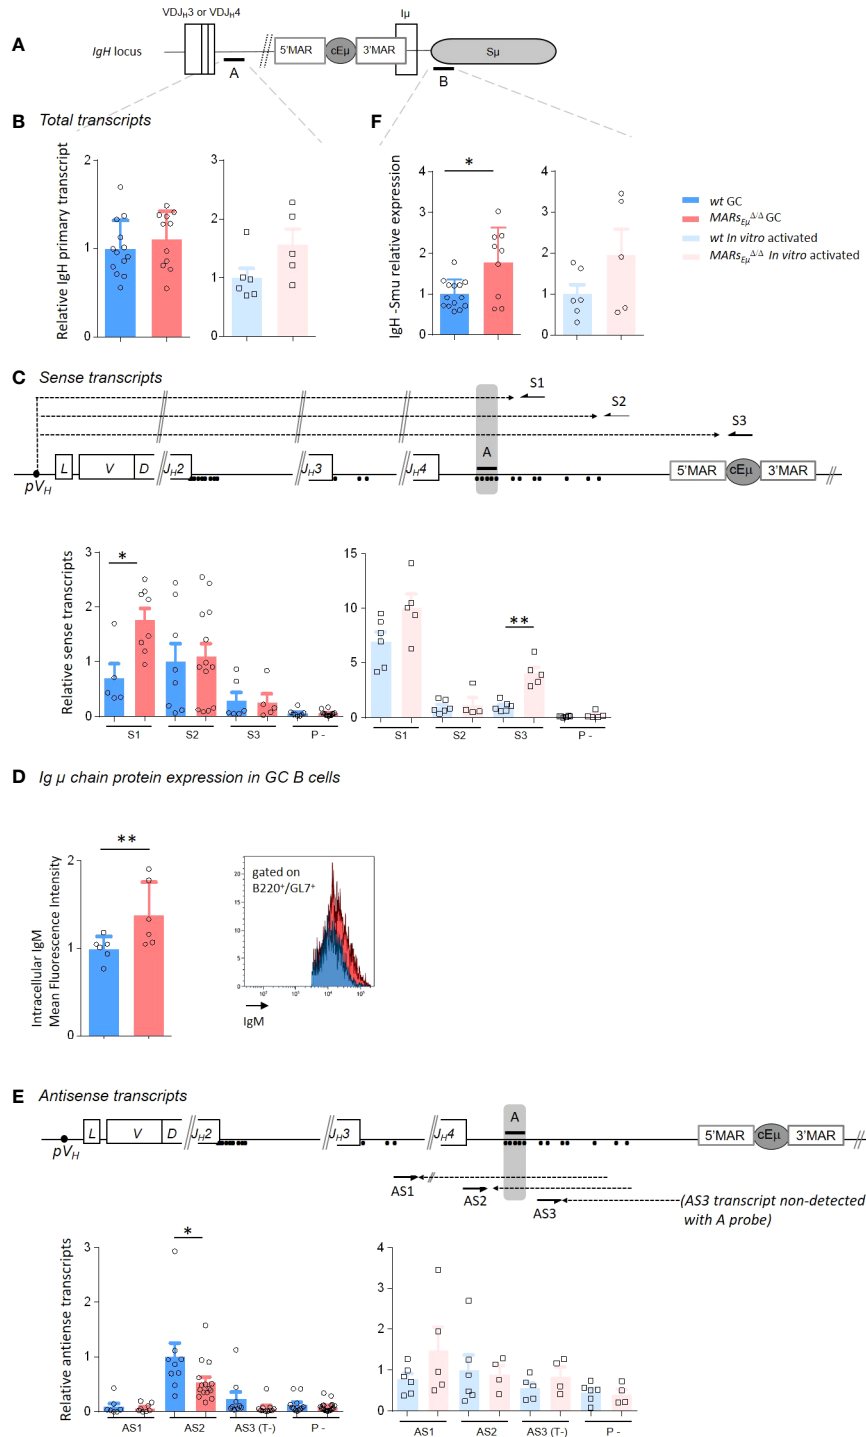 VDJH3 or VDJH4
Iμ
A
IgH locus
5'MAR
cEμ
3'MAR
Sμ
A
B
B Total transcripts
F
Relative IgH primary transcript
0
1
2
0
1
2
3
IgH -Smu relative expression
0
1
2
3
4
*
0
1
2
3
4
wt GC
MARsEμΔ/Δ GC
wt In vitro activated
MARsEμΔ/Δ In vitro activated
C Sense transcripts
S1
S2
S3
A
L
V
D
JH2
JH3
JH4
5'MAR
cEμ
3'MAR
pVH
Relative sense transcripts
0
1
2
3
*
S1
S2
S3
P -
0
5
10
15
**
S1
S2
S3
P -
D Ig μ chain protein expression in GC B cells
Intracellular IgM
Mean Fluorescence Intensity
0
1
2
**
gated on
B220+/GL7+
IgM
E Antisense transcripts
A
L
V
D
JH2
JH3
JH4
5'MAR
cEμ
3'MAR
pVH
AS1
AS2
AS3
(AS3 transcript non-detected
with A probe)
Relative antiense transcripts
0
1
2
3
*
AS1
AS2
AS3 (T-)
P -
0
1
2
3
4
AS1
AS2
AS3 (T-)
P -